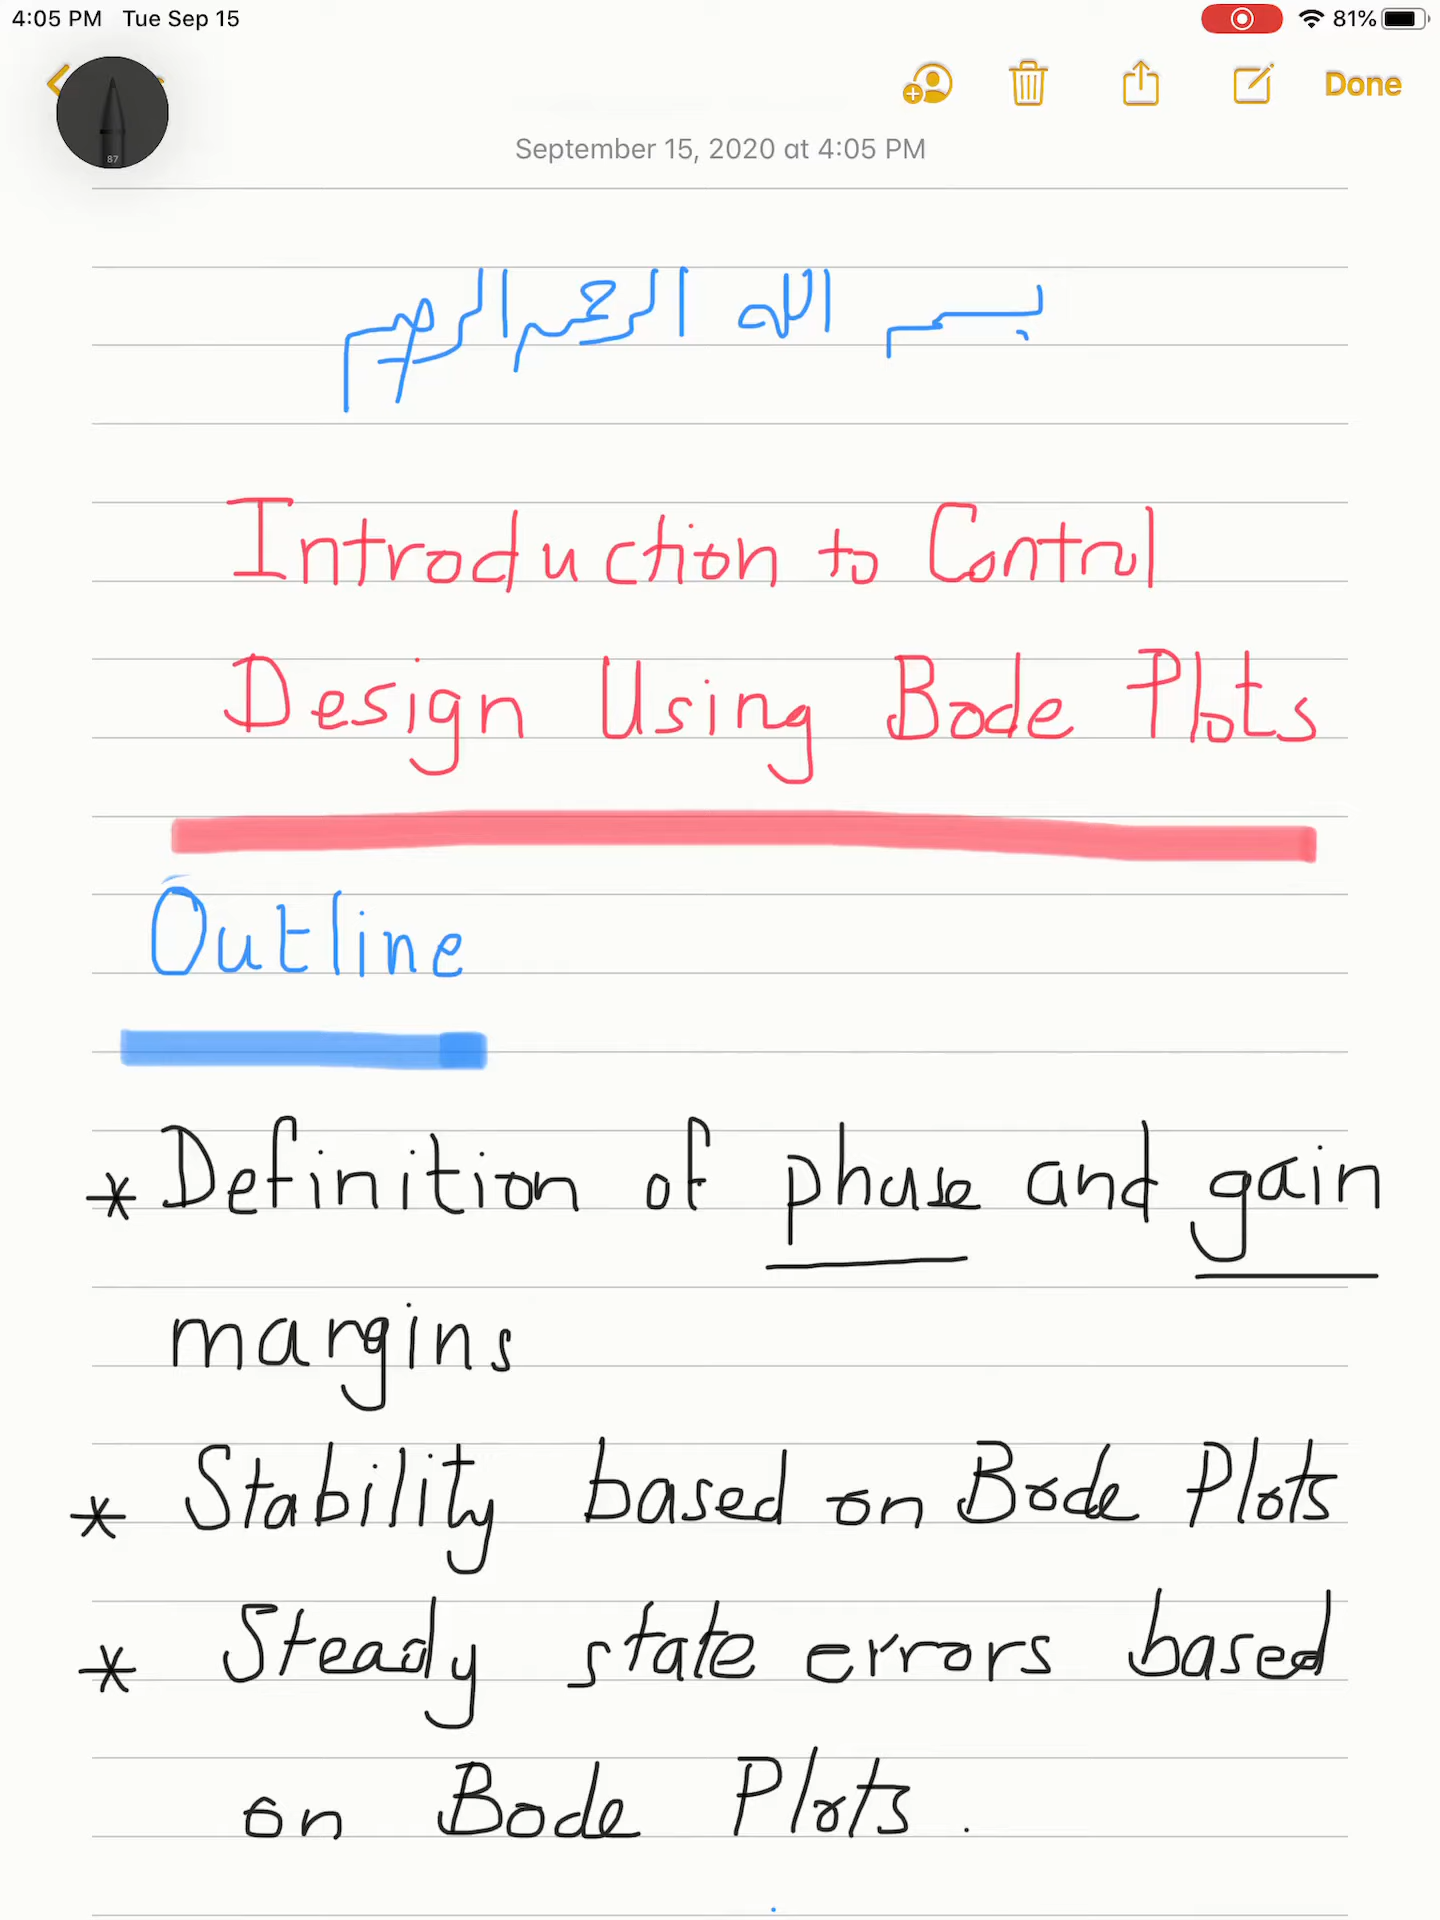 4:05 PM Tue Sep 15 81%
Done
87
September 15, 2020 at 4:05 PM
بسم الله الرحمن الرحيم
Introduction to Control
Design Using Bode Plots
Outline
* Definition of phase and gain
margins
* Stability based on Bode Plots
* Steady state errors based
on Bode Plots.